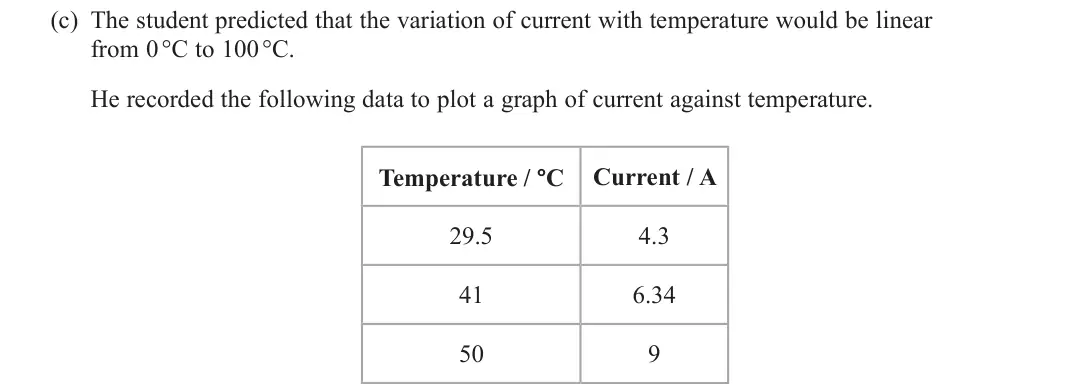 (c) The student predicted that the variation of current with temperature would be linear
from 0 °C to 100 °C.
He recorded the following data to plot a graph of current against temperature.
Temperature / °C Current / A
29.5 4.3
41 6.34
50 9